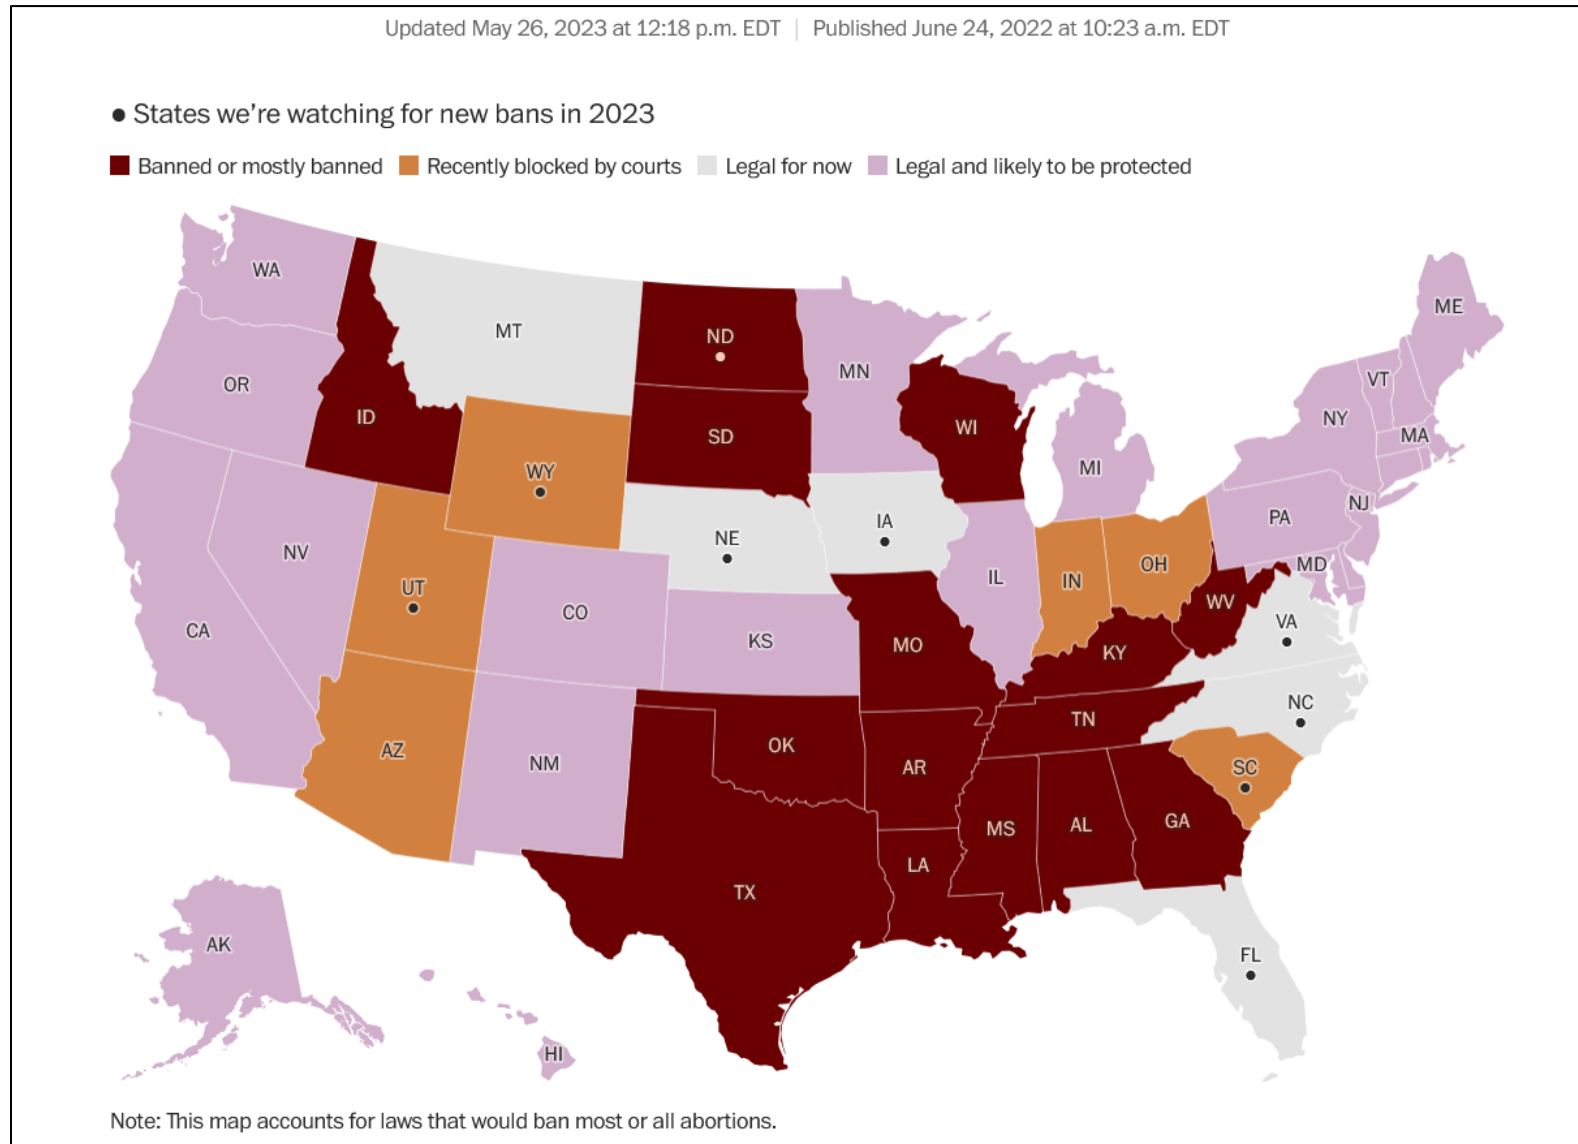 Updated May 26, 2023 at 12:18 p.m. EDT | Published June 24, 2022 at 10:23 a.m. EDT
● States we're watching for new bans in 2023
Banned or mostly banned Recently blocked by courts Legal for now Legal and likely to be protected
WA
ME
MT
ND
MN
VT
OR
ID
SD
WI
NY
MA
MI
WY
NJ
PA
IA
NE
NV
OH
MD
IL
IN
UT
CO
WV
VA
CA
KS
MO
KY
NC
TN
OK
AZ
NM
AR
SC
MS
AL
GA
LA
TX
AK
FL
HI
Note: This map accounts for laws that would ban most or all abortions.